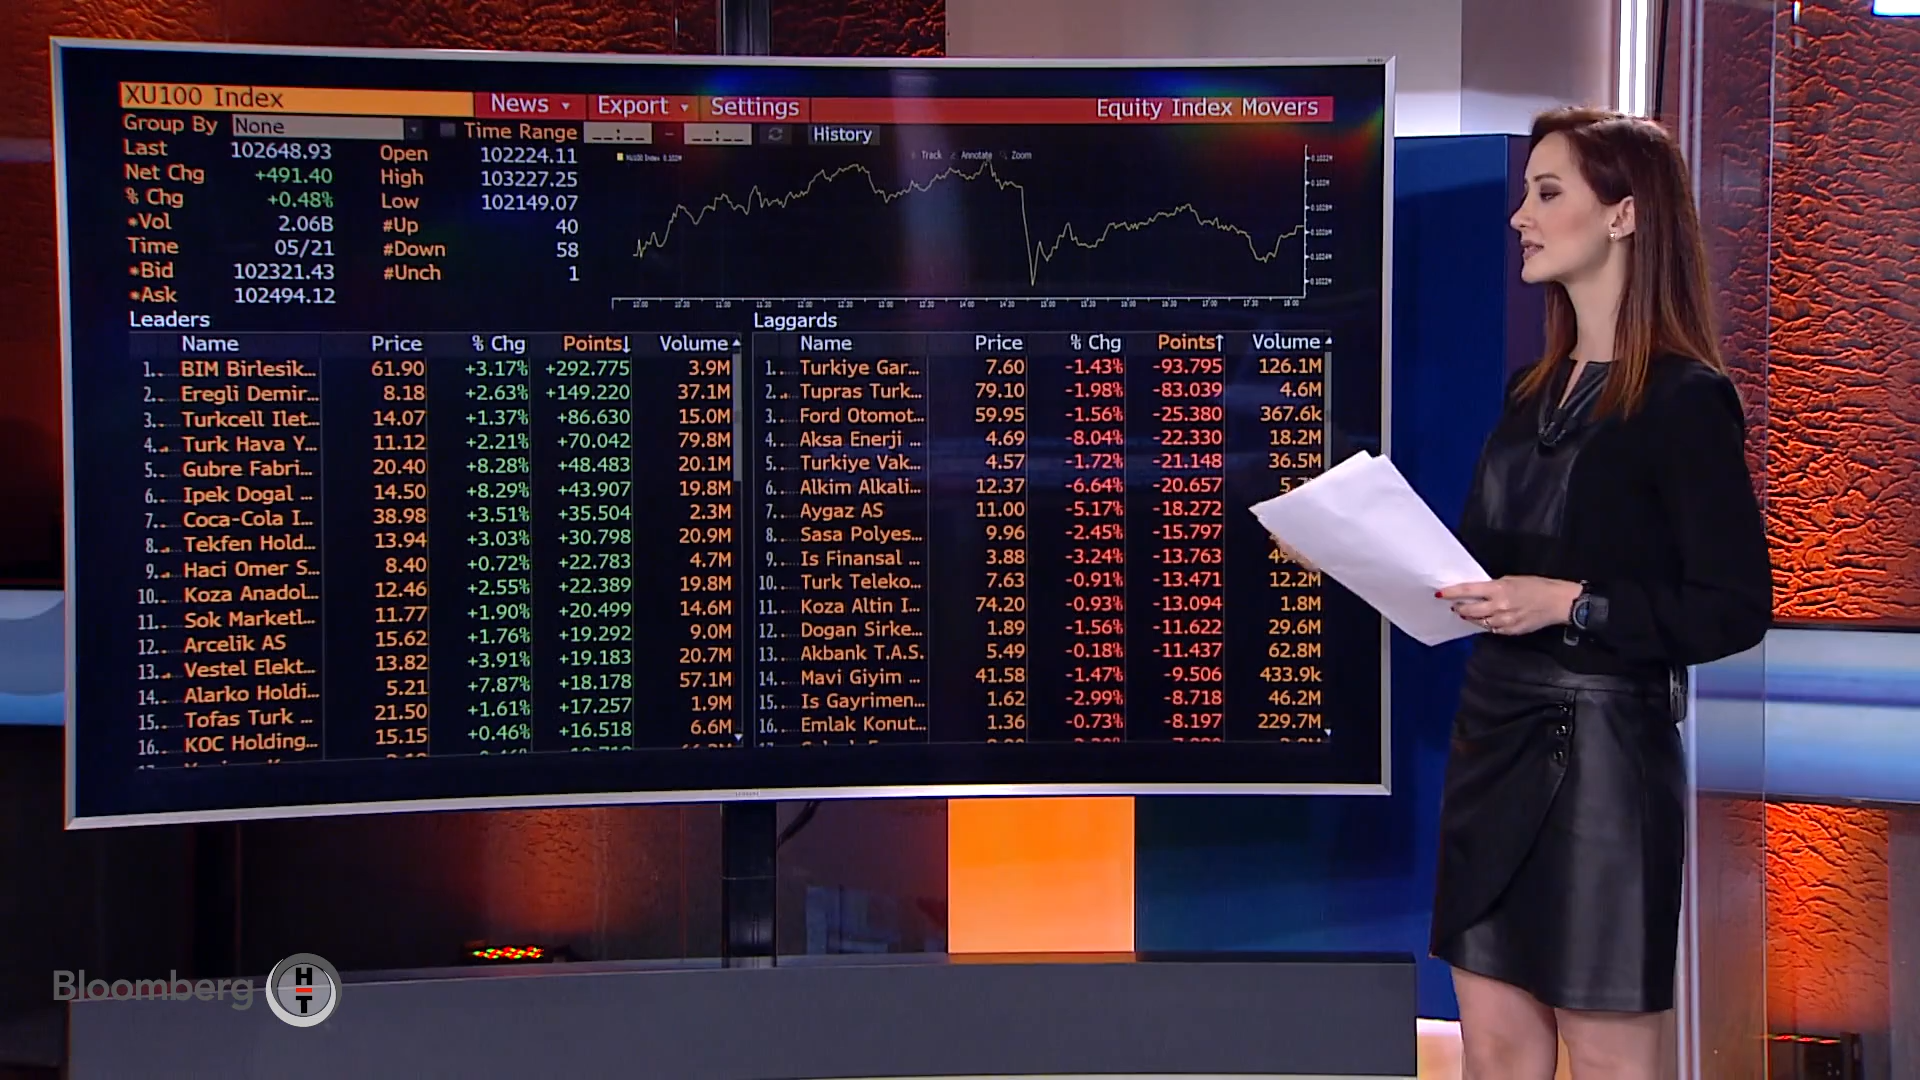 XU100 Index News Export Settings Equity Index Movers
Group By None Time Range --:-- - --:-- History
Last 102648.93 Open 102224.11
Net Chg +491.40 High 103227.25
% Chg +0.48% Low 102149.07
*Vol 2.06B #Up 40
Time 05/21 #Down 58
*Bid 102321.43 #Unch 1
*Ask 102494.12
Track Annotate Zoom
Leaders
Name Price % Chg Points↓ Volume
1. BIM Birlesik... 61.90 +3.17% +292.775 3.9M
2. Eregli Demir... 8.18 +2.63% +149.220 37.1M
3. Turkcell Ilet... 14.07 +1.37% +86.630 15.0M
4. Turk Hava Y... 11.12 +2.21% +70.042 79.8M
5. Gubre Fabri... 20.40 +8.28% +48.483 20.1M
6. Ipek Dogal ... 14.50 +8.29% +43.907 19.8M
7. Coca-Cola I... 38.98 +3.51% +35.504 2.3M
8. Tekfen Hold... 13.94 +3.03% +30.798 20.9M
9. Haci Omer S... 8.40 +0.72% +22.783 4.7M
10. Koza Anadol... 12.46 +2.55% +22.389 19.8M
11. Sok Marketl... 11.77 +1.90% +20.499 14.6M
12. Arcelik AS 15.62 +1.76% +19.292 9.0M
13. Vestel Elekt... 13.82 +3.91% +19.183 20.7M
14. Alarko Holdi... 5.21 +7.87% +18.178 57.1M
15. Tofas Turk ... 21.50 +1.61% +17.257 1.9M
16. KOC Holding... 15.15 +0.46% +16.518 6.6M
Laggards
Name Price % Chg Points↑ Volume
1. Turkiye Gar... 7.60 -1.43% -93.795 126.1M
2. Tupras Turk... 79.10 -1.98% -83.039 4.6M
3. Ford Otomot... 59.95 -1.56% -25.380 367.6k
4. Aksa Enerji ... 4.69 -8.04% -22.330 18.2M
5. Turkiye Vak... 4.57 -1.72% -21.148 36.5M
6. Alkim Alkali... 12.37 -6.64% -20.657
7. Aygaz AS 11.00 -5.17% -18.272
8. Sasa Polyes... 9.96 -2.45% -15.797
9. Is Finansal ... 3.88 -3.24% -13.763
10. Turk Teleko... 7.63 -0.91% -13.471 12.2M
11. Koza Altin I... 74.20 -0.93% -13.094 1.8M
12. Dogan Sirke... 1.89 -1.56% -11.622 29.6M
13. Akbank T.A.S. 5.49 -0.18% -11.437 62.8M
14. Mavi Giyim ... 41.58 -1.47% -9.506 433.9k
15. Is Gayrimen... 1.62 -2.99% -8.718 46.2M
16. Emlak Konut... 1.36 -0.73% -8.197 229.7M
Bloomberg HT